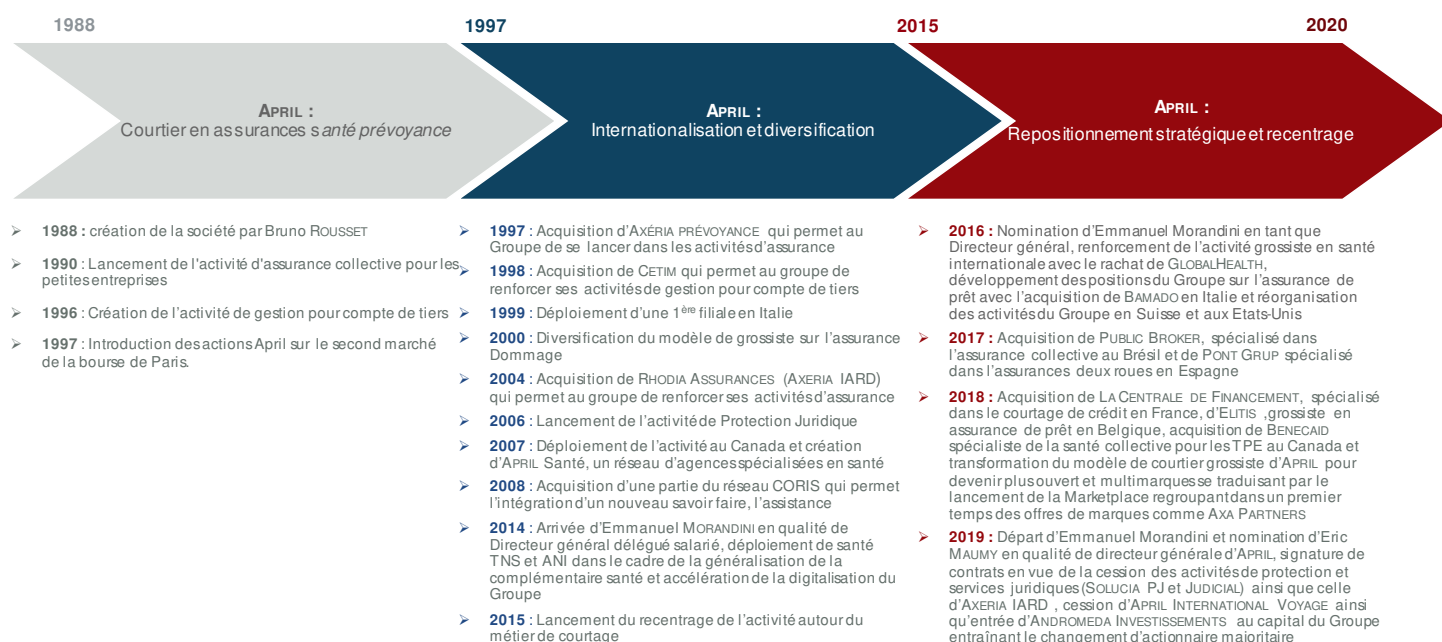 1988
1997
2015
2020
APRIL :
Courtier en assurances santé prévoyance
APRIL :
Internationalisation et diversification
APRIL :
Repositionnement stratégique et recentrage
➢ 1988 : création de la société par Bruno ROUSSET
➢ 1990 : Lancement de l'activité d'assurance collective pour les
petites entreprises
➢ 1996 : Création de l'activité de gestion pour compte de tiers
➢ 1997 : Introduction des actions April sur le second marché
de la bourse de Paris.
➢ 1997 : Acquisition d'AXÉRIA PRÉVOYANCE qui permet au
Groupe de se lancer dans les activités d'assurance
➢ 1998 : Acquisition de CETIM qui permet au groupe de
renforcer ses activités de gestion pour compte de tiers
➢ 1999 : Déploiement d'une 1ère filiale en Italie
➢ 2000 : Diversification du modèle de grossiste sur l'assurance
Dommage
➢ 2004 : Acquisition de RHODIA ASSURANCES (AXERIA IARD)
qui permet au groupe de renforcer ses activités d'assurance
➢ 2006 : Lancement de l'activité de Protection Juridique
➢ 2007 : Déploiement de l'activité au Canada et création
d'APRIL Santé, un réseau d'agences spécialisées en santé
➢ 2008 : Acquisition d'une partie du réseau CORIS qui permet
l'intégration d'un nouveau savoir faire, l'assistance
➢ 2014 : Arrivée d'Emmanuel MORANDINI en qualité de
Directeur général délégué salarié, déploiement de santé
TNS et ANI dans le cadre de la généralisation de la
complémentaire santé et accélération de la digitalisation du
Groupe
➢ 2015 : Lancement du recentrage de l'activité autour du
métier de courtage
➢ 2016 : Nomination d'Emmanuel Morandini en tant que
Directeur général, renforcement de l'activité grossiste en santé
internationale avec le rachat de GLOBALHEALTH,
développement des positions du Groupe sur l'assurance de
prêt avec l'acquisition de BAMADO en Italie et réorganisation
des activités du Groupe en Suisse et aux Etats-Unis
➢ 2017 : Acquisition de PUBLIC BROKER, spécialisé dans
l'assurance collective au Brésil et de PONT GRUP spécialisé
dans l'assurances deux roues en Espagne
➢ 2018 : Acquisition de LA CENTRALE DE FINANCEMENT, spécialisé
dans le courtage de crédit en France, d'ELITIS ,grossiste en
assurance de prêt en Belgique, acquisition de BENECAID
spécialiste de la santé collective pour les TPE au Canada et
transformation du modèle de courtier grossiste d'APRIL pour
devenir plus ouvert et multimarques se traduisant par le
lancement de la Marketplace regroupant dans un premier
temps des offres de marques comme AXA PARTNERS
➢ 2019 : Départ d'Emmanuel Morandini et nomination d'Eric
MAUMY en qualité de directeur générale d'APRIL, signature de
contrats en vue de la cession des activités de protection et
services juridiques (SOLUCIA PJ et JUDICIAL) ainsi que celle
d'AXERIA IARD , cession d'APRIL INTERNATIONAL VOYAGE ainsi
qu'entrée d'ANDROMEDA INVESTISSEMENTS au capital du Groupe
entraînant le changement d'actionnaire majoritaire